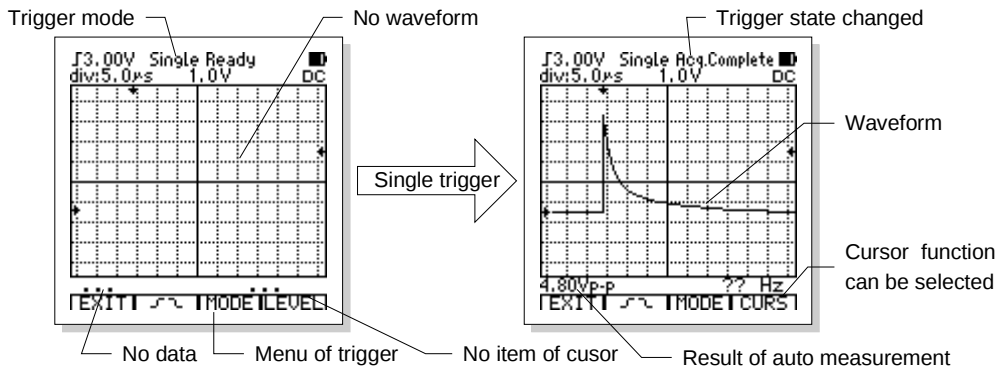 Trigger mode
No waveform
Trigger state changed
3.00V Single Ready
div:5.0μs 1.0V DC
3.00V Single Acq.Complete
div:5.0μs 1.0V DC
Waveform
Single trigger
Cursor function
can be selected
... ...
EXIT MODE LEVEL
4.80Vp-p ?? Hz
EXIT MODE CURS
No data
Menu of trigger
No item of cusor
Result of auto measurement